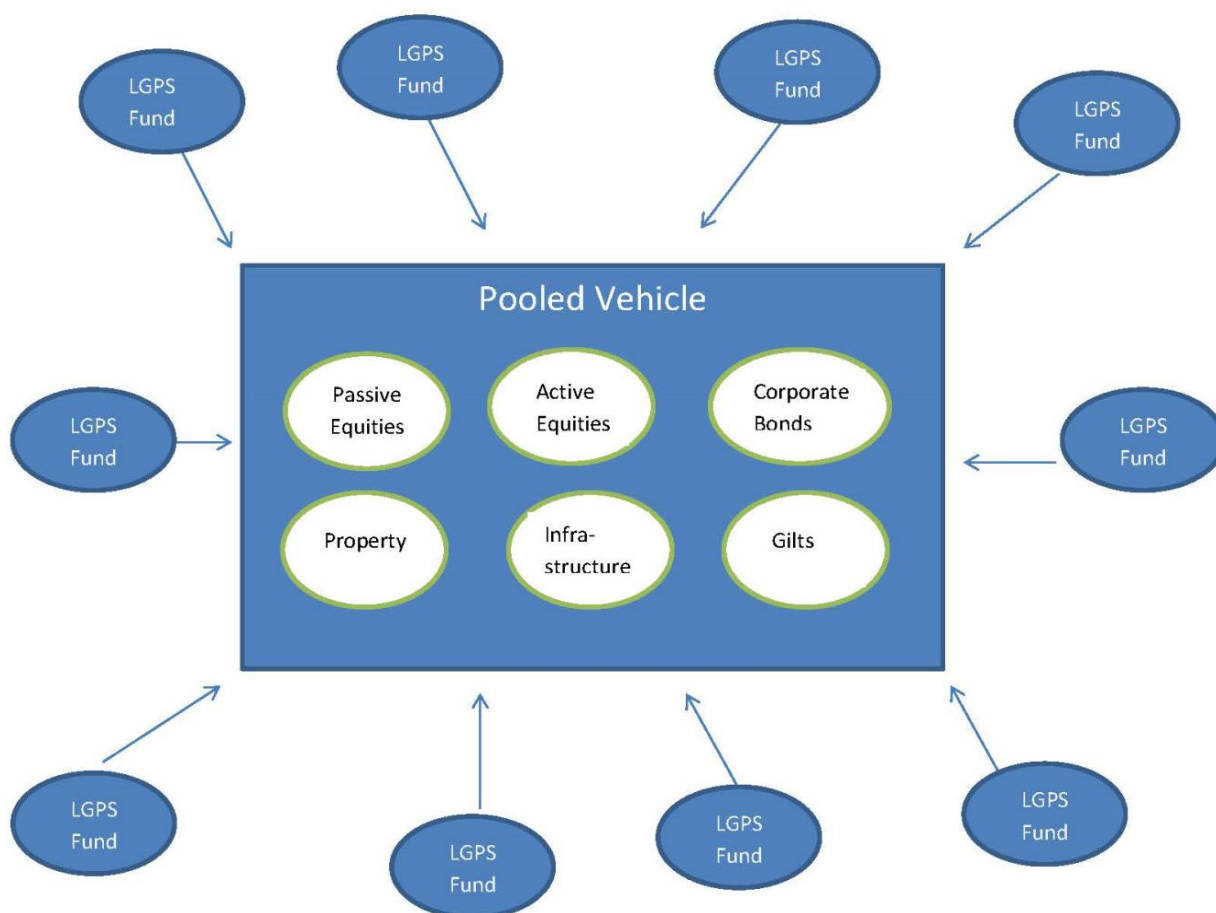 LGPS
Fund
LGPS
Fund
LGPS
Fund
LGPS
Fund
Pooled Vehicle
Passive
Equities
Active
Equities
Corporate
Bonds
LGPS
Fund
LGPS
Fund
Property
Infra-
structure
Gilts
LGPS
Fund
LGPS
Fund
LGPS
Fund
LGPS
Fund